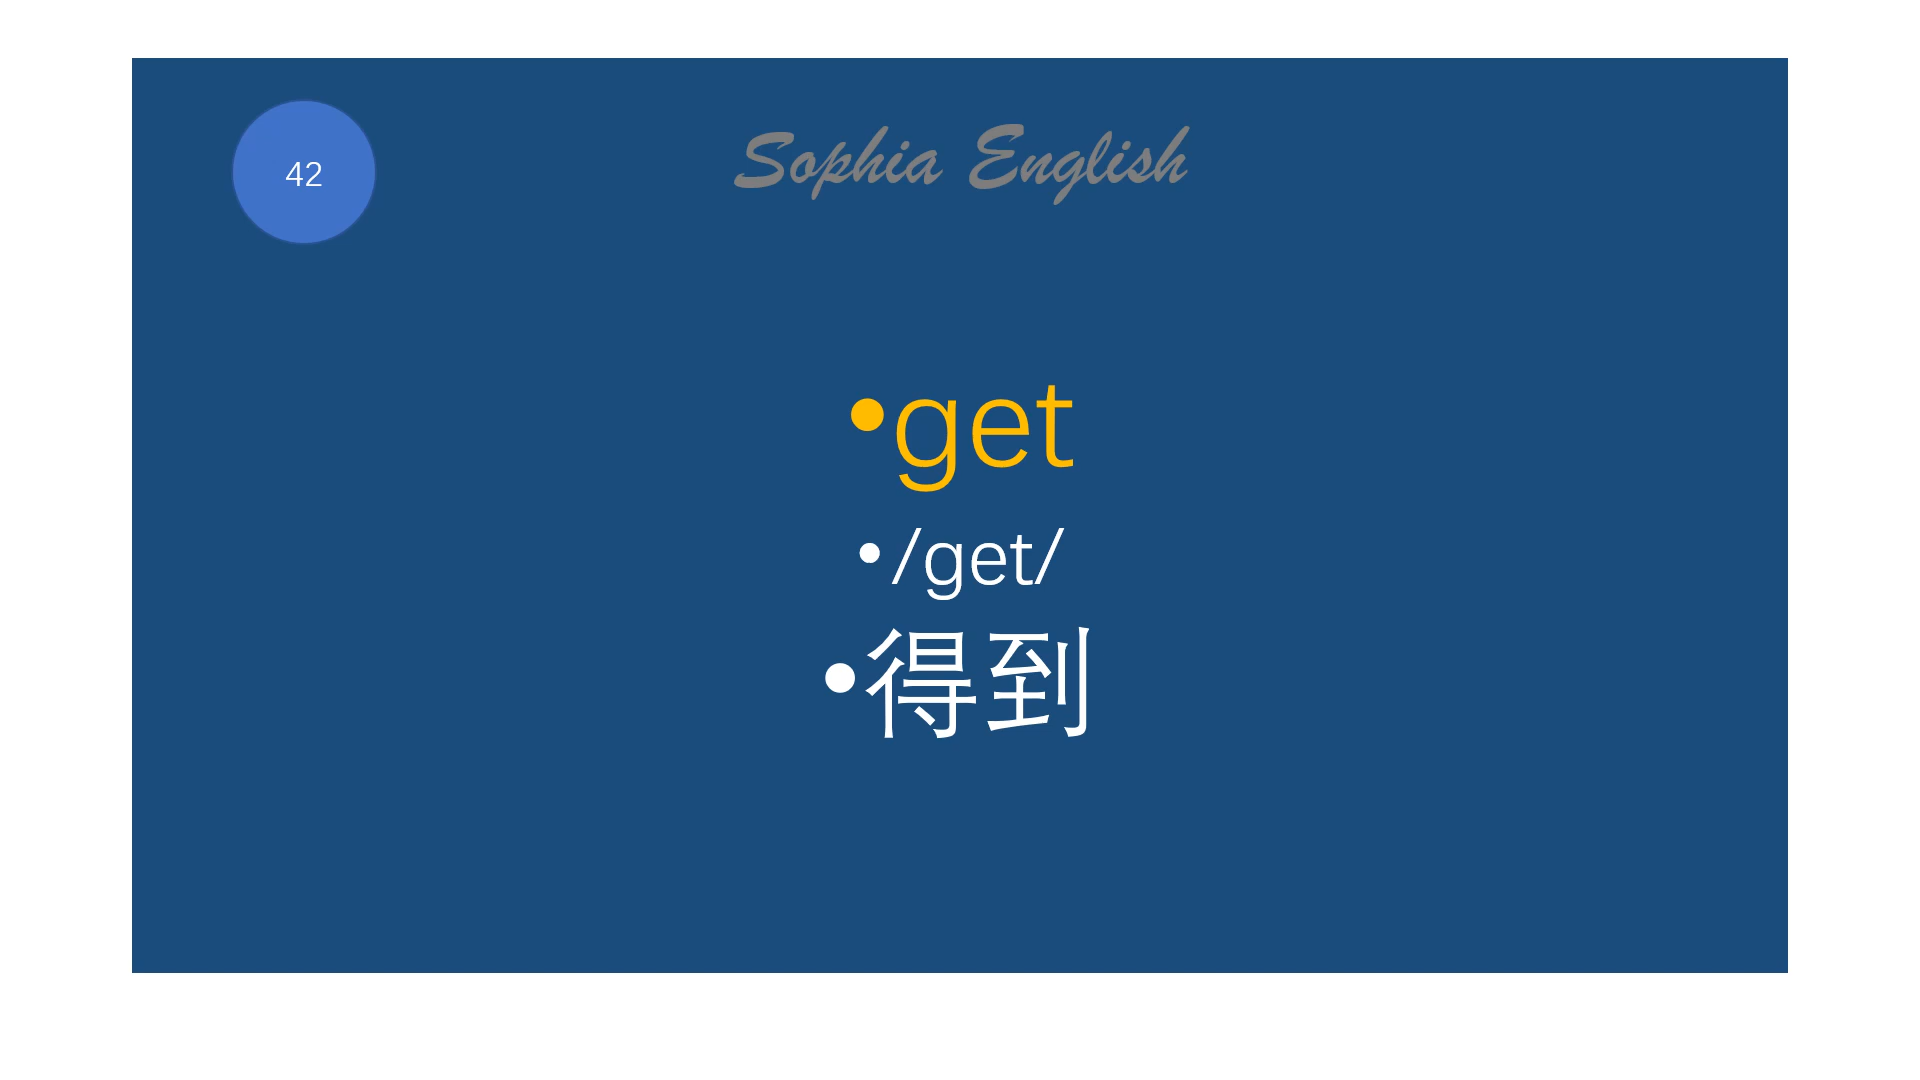 42
Sophia English
•get
•/get/
•得到